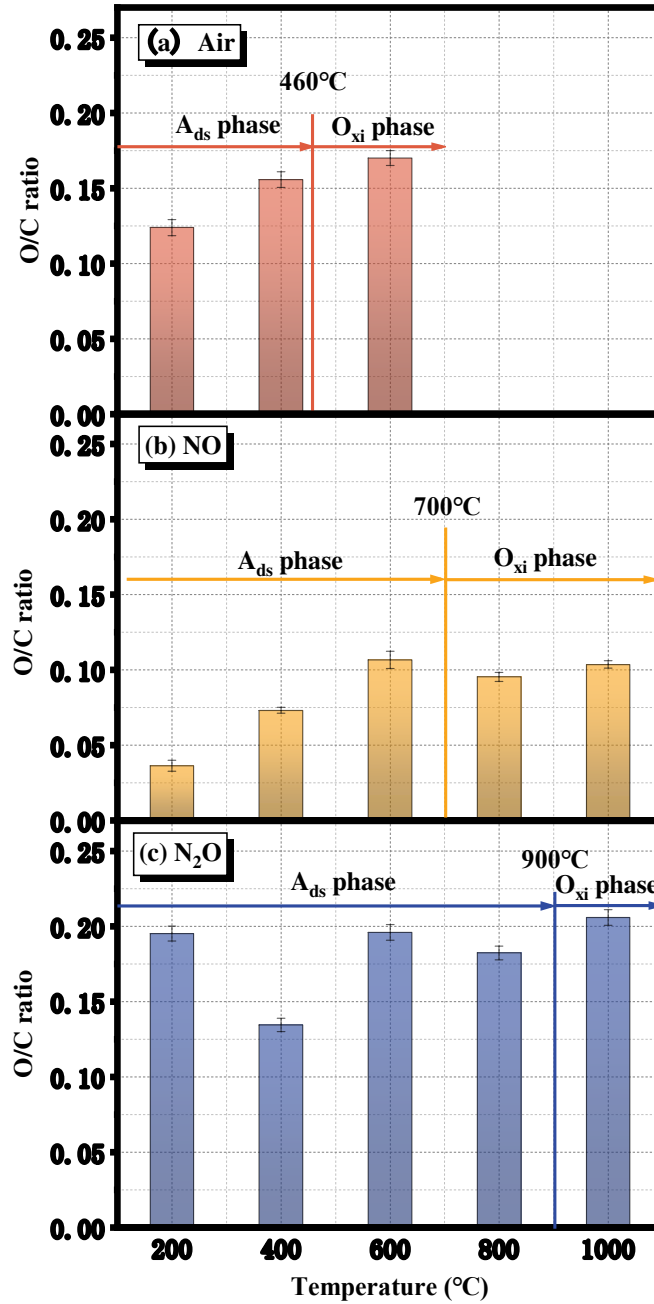 (a) Air
460°C
Ads phase
Oxi phase
O/C ratio
0.25
0.20
0.15
0.10
0.05
0.00
(b) NO
700°C
Ads phase
Oxi phase
O/C ratio
0.25
0.20
0.15
0.10
0.05
0.00
(c) N2O
900°C
Ads phase
Oxi phase
O/C ratio
0.25
0.20
0.15
0.10
0.05
0.00
200 400 600 800 1000
Temperature (°C)